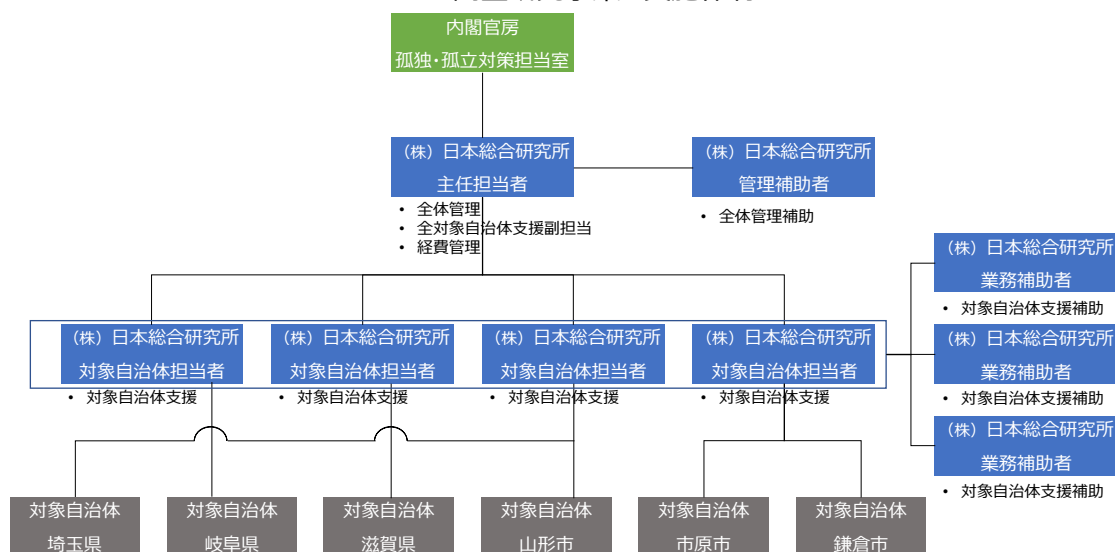 内閣官房
孤独・孤立対策担当室
（株）日本総合研究所
主任担当者
• 全体管理
• 全対象自治体支援副担当
• 経費管理
（株）日本総合研究所
管理補助者
• 全体管理補助
（株）日本総合研究所
業務補助者
• 対象自治体支援補助
（株）日本総合研究所
業務補助者
• 対象自治体支援補助
（株）日本総合研究所
業務補助者
• 対象自治体支援補助
（株）日本総合研究所
対象自治体担当者
• 対象自治体支援
（株）日本総合研究所
対象自治体担当者
• 対象自治体支援
（株）日本総合研究所
対象自治体担当者
• 対象自治体支援
（株）日本総合研究所
対象自治体担当者
• 対象自治体支援
対象自治体
埼玉県
対象自治体
岐阜県
対象自治体
滋賀県
対象自治体
山形市
対象自治体
市原市
対象自治体
鎌倉市